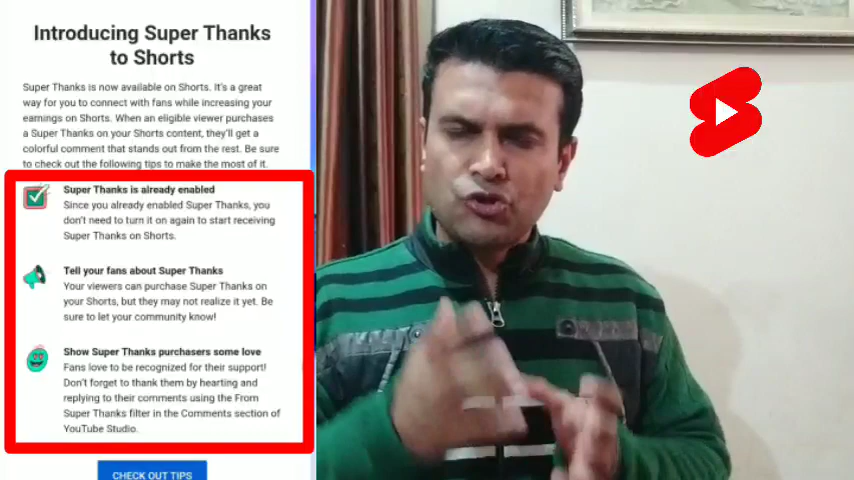 Introducing Super Thanks
to Shorts
Super Thanks is now available on Shorts. It's a great
way for you to connect with fans while increasing your
earnings on Shorts. When an eligible viewer purchases
a Super Thanks on your Shorts content, they'll get a
colorful comment that stands out from the rest. Be sure
to check out the following tips to make the most of it.
Super Thanks is already enabled
Since you already enabled Super Thanks, you
don't need to turn it on again to start receiving
Super Thanks on Shorts.
Tell your fans about Super Thanks
Your viewers can purchase Super Thanks on
your Shorts, but they may not realize it yet. Be
sure to let your community know!
Show Super Thanks purchasers some love
Fans love to be recognized for their support!
Don't forget to thank them by hearting and
replying to their comments using the From
Super Thanks filter in the Comments section of
YouTube Studio.
CHECK OUT TIPS